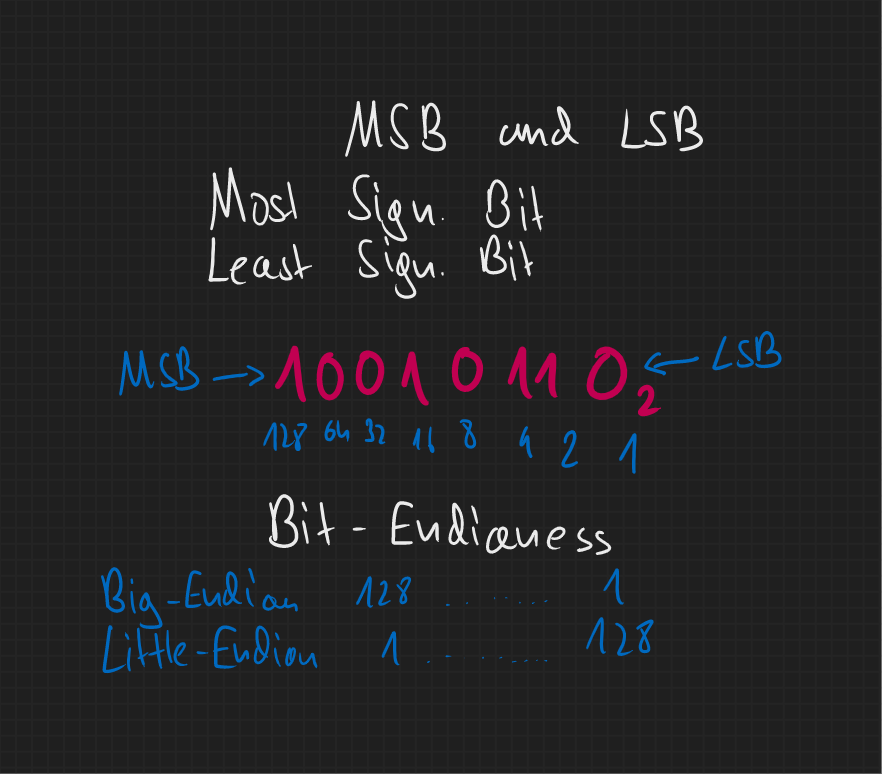 MSB und LSB
Most Sign. Bit
Least Sign. Bit
MSB → 10010110₂ ← LSB
128 64 32 16 8 4 2 1
Bit - Endianess
Big-Endian 128 ......... 1
Little-Endian 1 ......... 128